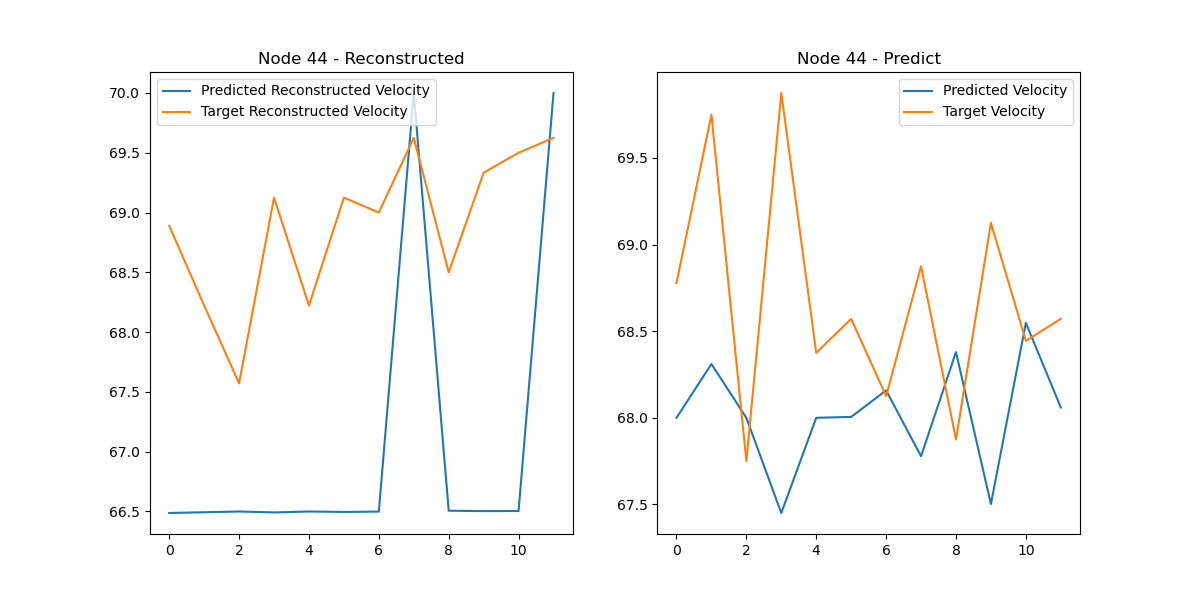 Node 44 - Reconstructed
Predicted Reconstructed Velocity
Target Reconstructed Velocity
70.0
69.5
69.0
68.5
68.0
67.5
67.0
66.5
0 2 4 6 8 10
Node 44 - Predict
Predicted Velocity
Target Velocity
69.5
69.0
68.5
68.0
67.5
0 2 4 6 8 10